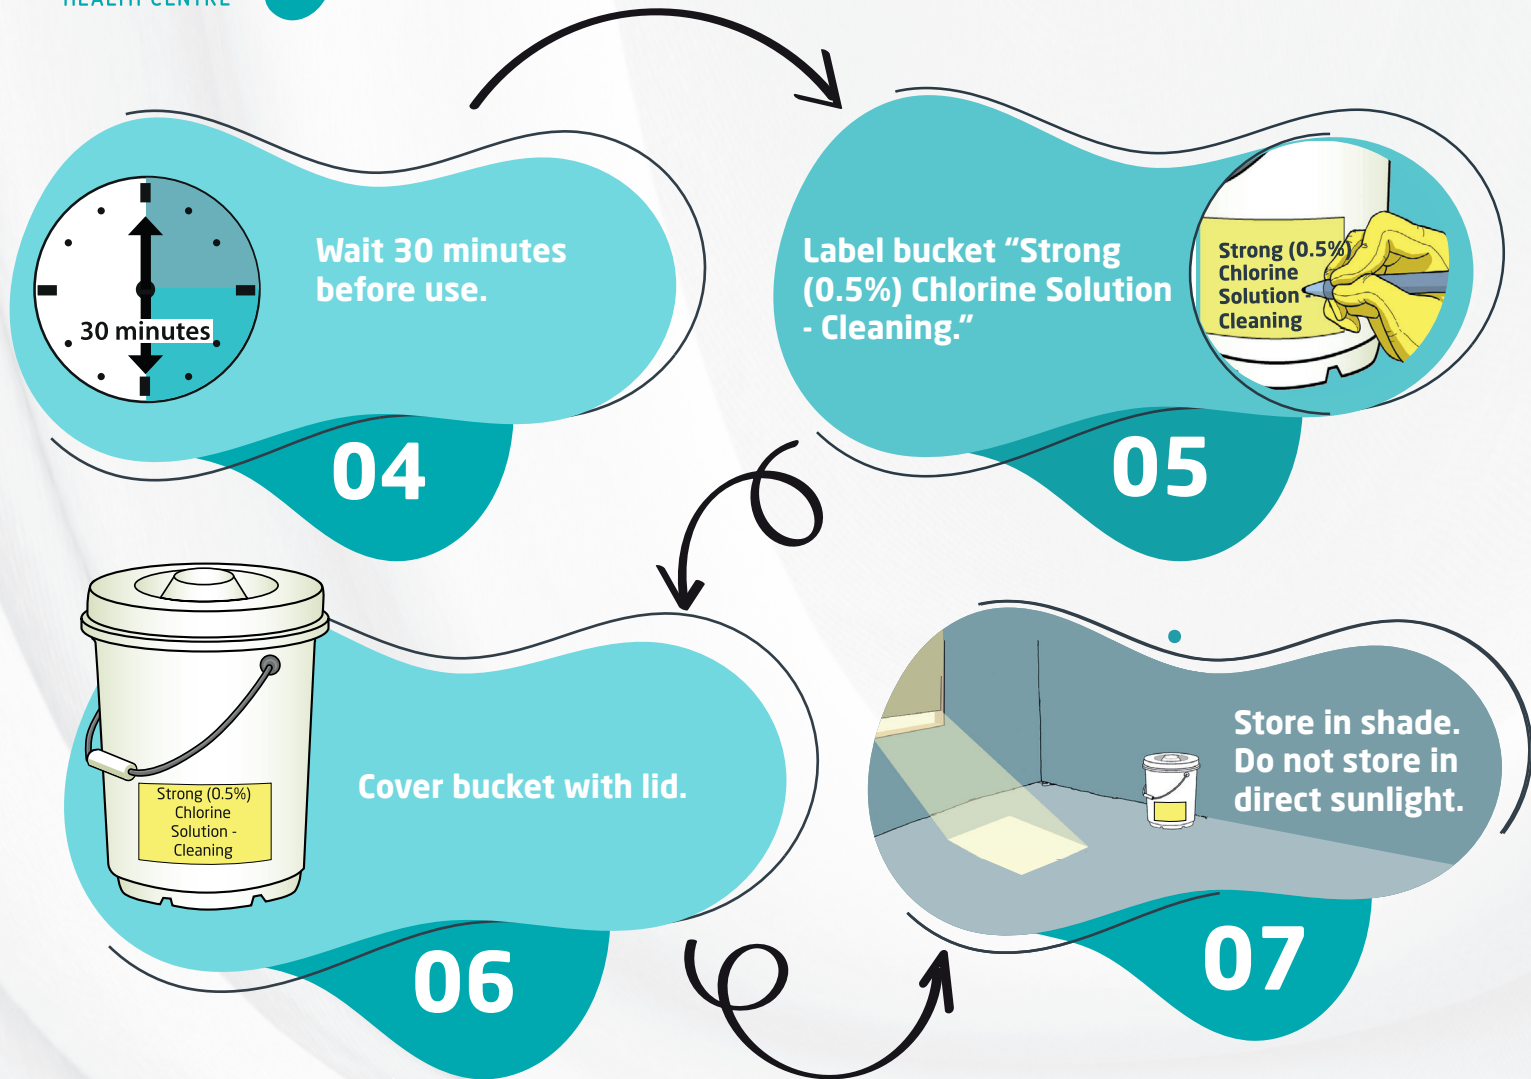 HEALTH CENTRE
Wait 30 minutes
before use.
30 minutes
04
Label bucket “Strong
(0.5%) Chlorine Solution
- Cleaning.”
Strong (0.5%)
Chlorine
Solution -
Cleaning
05
Cover bucket with lid.
Strong (0.5%)
Chlorine
Solution -
Cleaning
06
Store in shade.
Do not store in
direct sunlight.
07